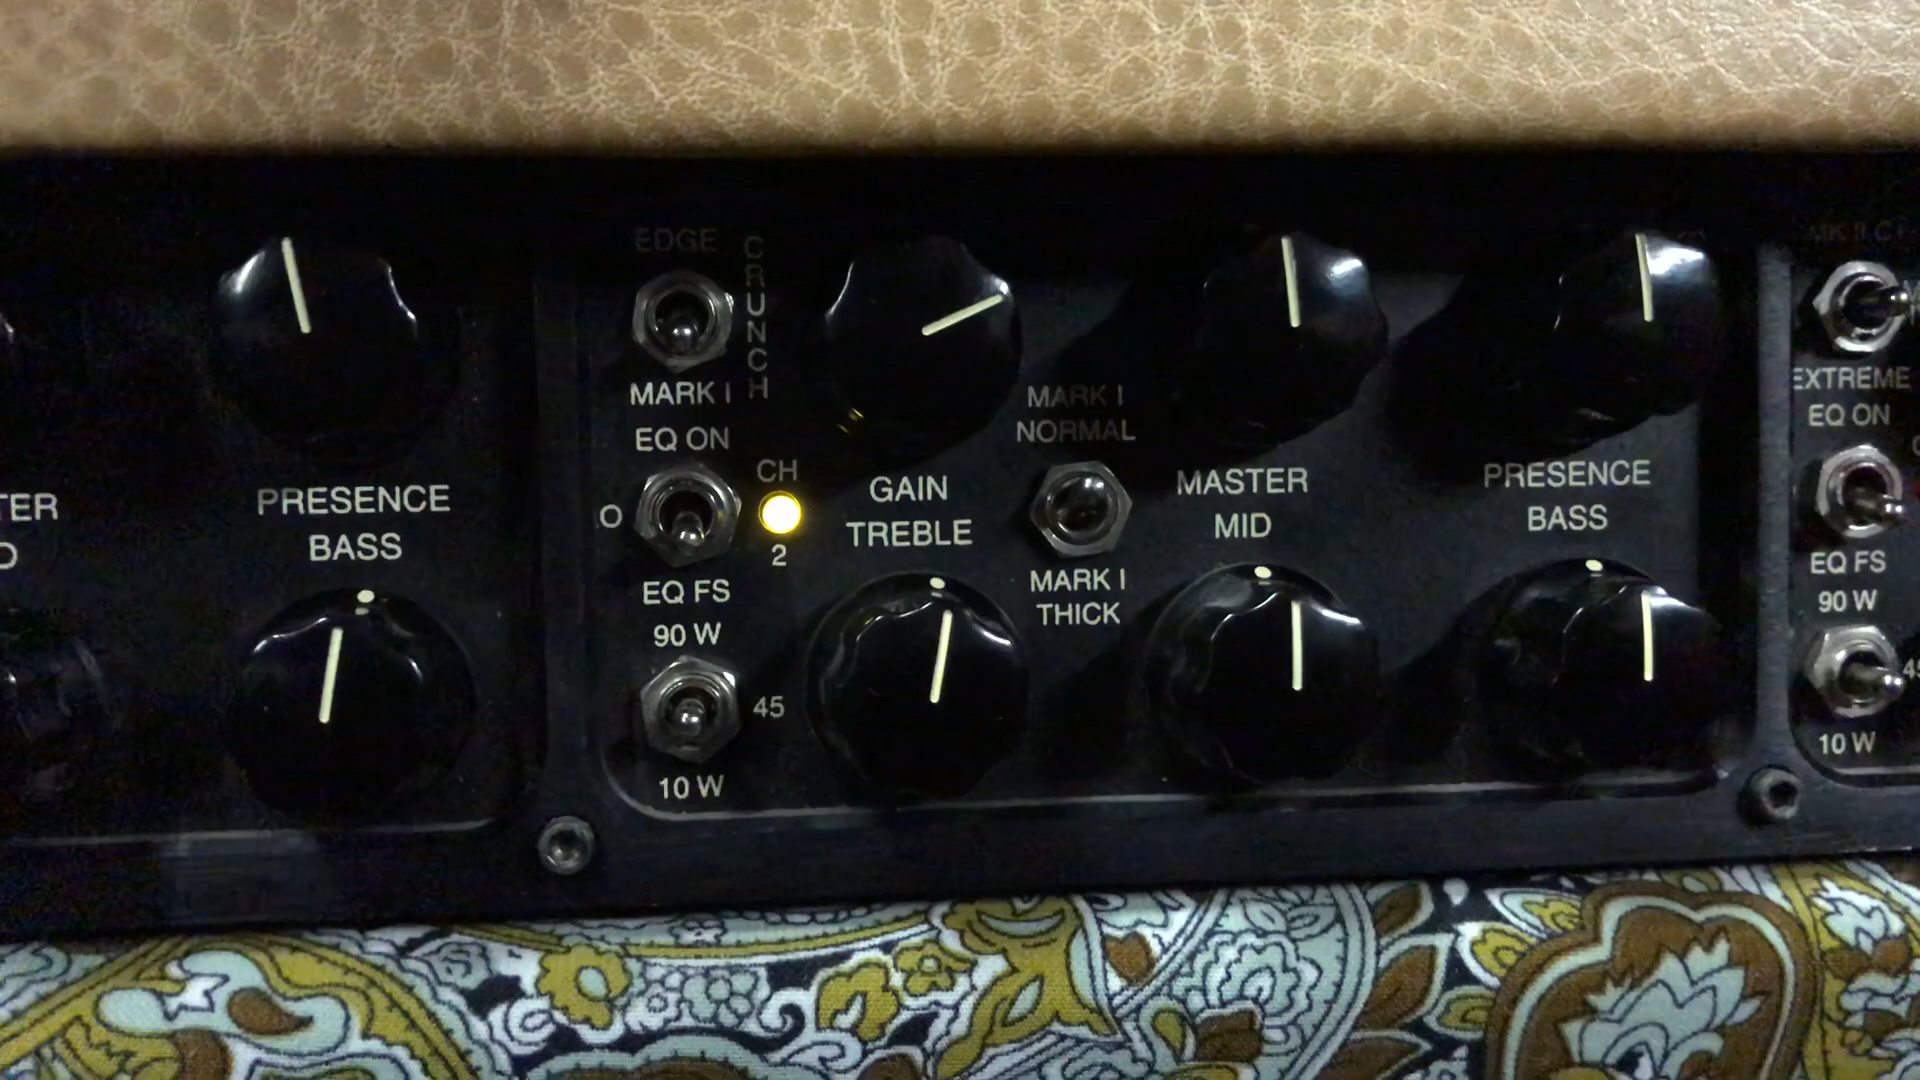 TER
PRESENCE
BASS
EDGE
CRUNCH
MARK I
EQ ON
O
CH
2
EQ FS
90 W
45
10 W
GAIN
TREBLE
MARK I
NORMAL
MARK I
THICK
MASTER
MID
PRESENCE
BASS
EXTREME
EQ ON
EQ FS
90 W
45
10 W